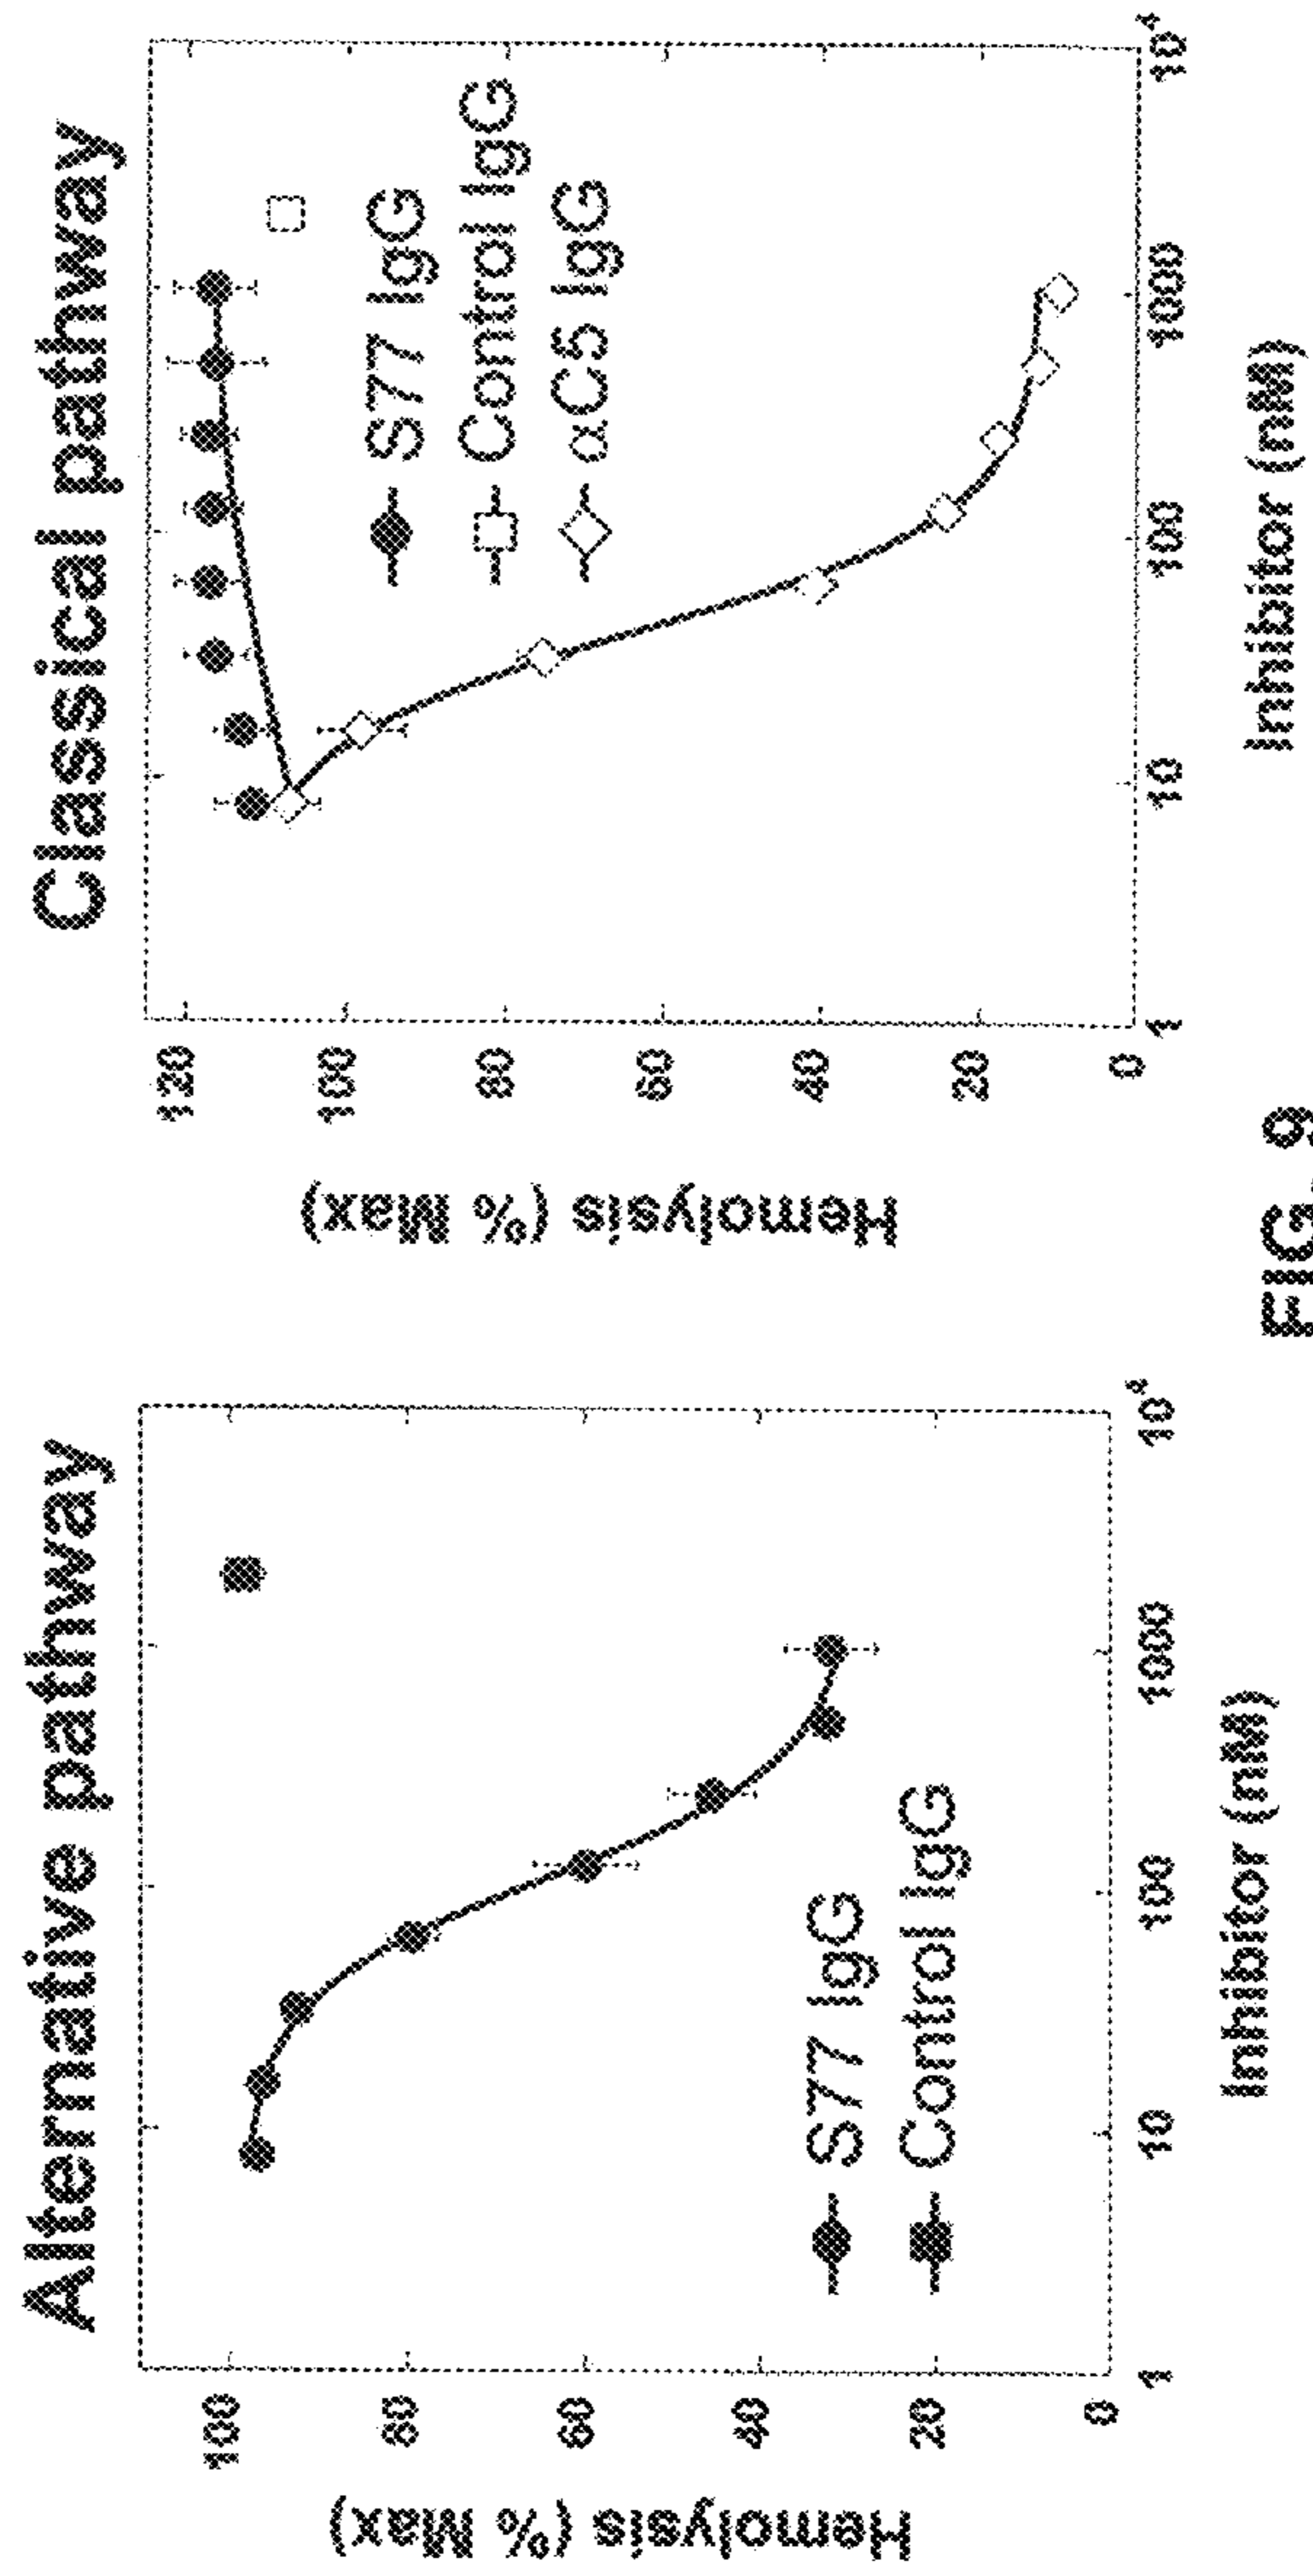 Alternative pathway
Hemolysis (% Max)
100
80
60
40
20
0
S77 IgG
Control IgG
1
10
100
1000
10⁴
Inhibitor (nM)
Classical pathway
Hemolysis (% Max)
120
100
80
60
40
20
0
S77 IgG
Control IgG
αC5 IgG
1
10
100
1000
10⁴
Inhibitor (nM)
FIG. 9